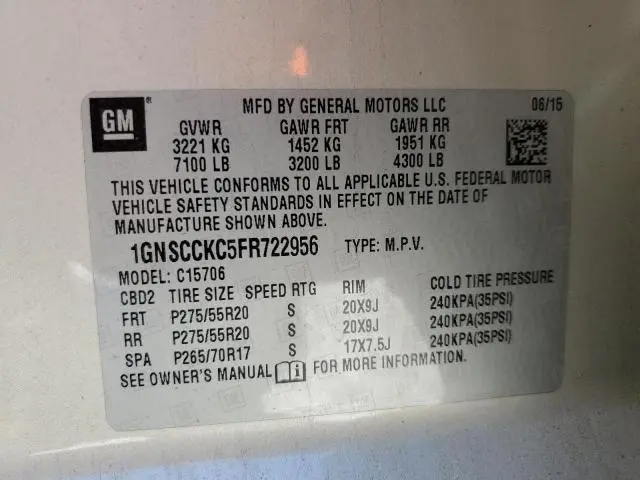 GM ®
MFD BY GENERAL MOTORS LLC 06/15
GVWR GAWR FRT GAWR RR
3221 KG 1452 KG 1951 KG
7100 LB 3200 LB 4300 LB
THIS VEHICLE CONFORMS TO ALL APPLICABLE U.S. FEDERAL MOTOR
VEHICLE SAFETY STANDARDS IN EFFECT ON THE DATE OF
MANUFACTURE SHOWN ABOVE.
1GNSCCKC5FR722956 TYPE: M.P.V.
MODEL: C15706
CBD2 TIRE SIZE SPEED RTG RIM COLD TIRE PRESSURE
FRT P275/55R20 S 20X9J 240KPA(35PSI)
RR P275/55R20 S 20X9J 240KPA(35PSI)
SPA P265/70R17 S 17X7.5J 240KPA(35PSI)
SEE OWNER'S MANUAL i FOR MORE INFORMATION.